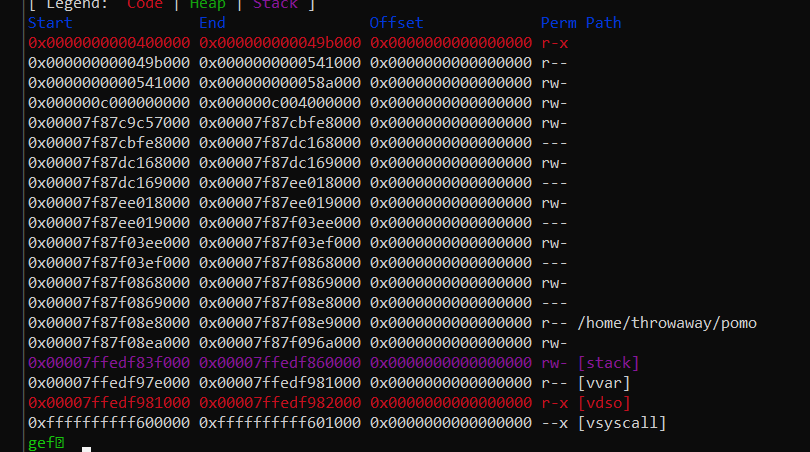 [ Legend: Code | Heap | Stack ]
Start End Offset Perm Path
0x0000000000400000 0x000000000049b000 0x0000000000000000 r-x
0x000000000049b000 0x0000000000541000 0x0000000000000000 r--
0x0000000000541000 0x000000000058a000 0x0000000000000000 rw-
0x000000c000000000 0x000000c004000000 0x0000000000000000 rw-
0x00007f87c9c57000 0x00007f87cbfe8000 0x0000000000000000 rw-
0x00007f87cbfe8000 0x00007f87dc168000 0x0000000000000000 ---
0x00007f87dc168000 0x00007f87dc169000 0x0000000000000000 rw-
0x00007f87dc169000 0x00007f87ee018000 0x0000000000000000 ---
0x00007f87ee018000 0x00007f87ee019000 0x0000000000000000 rw-
0x00007f87ee019000 0x00007f87f03ee000 0x0000000000000000 ---
0x00007f87f03ee000 0x00007f87f03ef000 0x0000000000000000 rw-
0x00007f87f03ef000 0x00007f87f0868000 0x0000000000000000 ---
0x00007f87f0868000 0x00007f87f0869000 0x0000000000000000 rw-
0x00007f87f0869000 0x00007f87f08e8000 0x0000000000000000 ---
0x00007f87f08e8000 0x00007f87f08e9000 0x0000000000000000 r-- /home/throwaway/pomo
0x00007f87f08ea000 0x00007f87f096a000 0x0000000000000000 rw-
0x00007ffedf83f000 0x00007ffedf860000 0x0000000000000000 rw- [stack]
0x00007ffedf97e000 0x00007ffedf981000 0x0000000000000000 r-- [vvar]
0x00007ffedf981000 0x00007ffedf982000 0x0000000000000000 r-x [vdso]
0xffffffffff600000 0xffffffffff601000 0x0000000000000000 --x [vsyscall]
gef